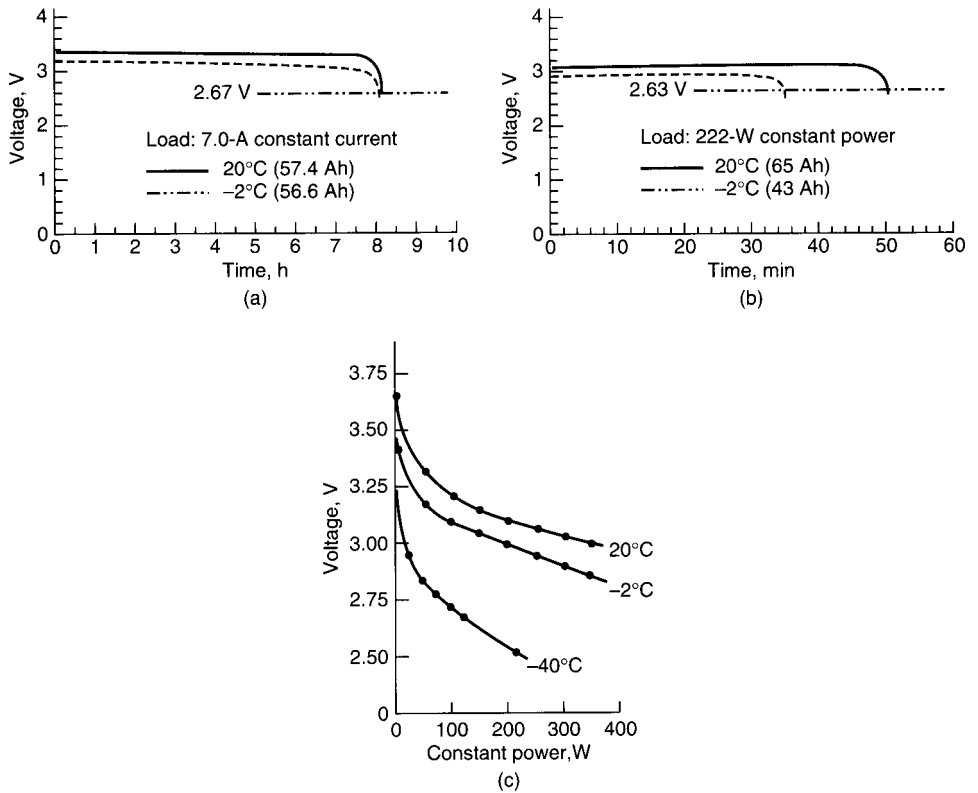 4
3
2
1
0
Voltage, V
2.67 V
Load: 7.0-A constant current
20°C (57.4 Ah)
–2°C (56.6 Ah)
0 1 2 3 4 5 6 7 8 9 10
Time, h
(a)
4
3
2
1
0
Voltage, V
2.63 V
Load: 222-W constant power
20°C (65 Ah)
–2°C (43 Ah)
0 10 20 30 40 50 60
Time, min
(b)
3.75
3.50
3.25
3.00
2.75
2.50
0
Voltage, V
20°C
–2°C
–40°C
0 100 200 300 400
Constant power,W
(c)